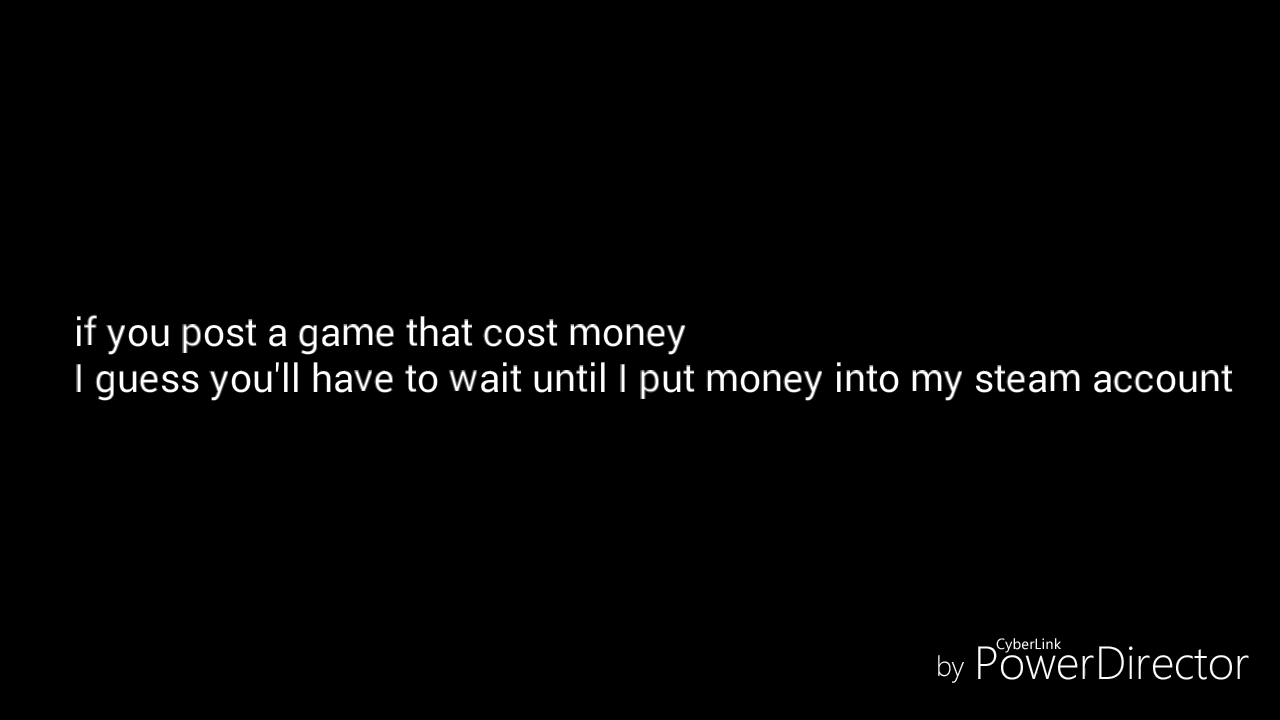 if you post a game that cost money
I guess you'll have to wait until I put money into my steam account
CyberLink
by PowerDirector